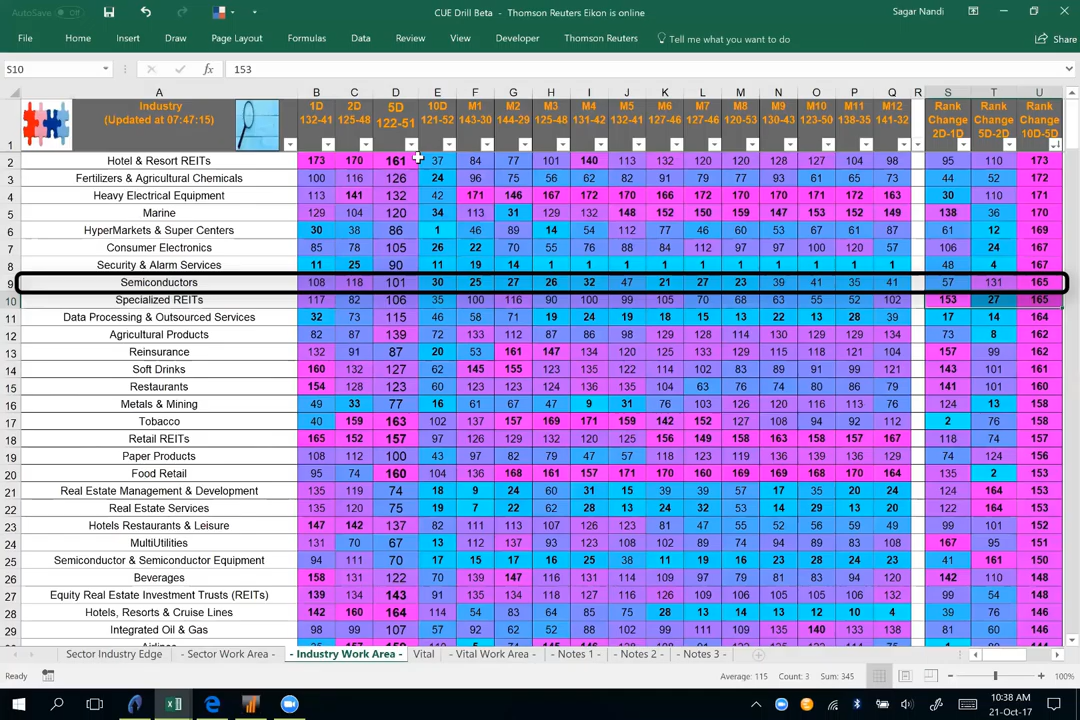 AutoSave Off CUE Drill Beta - Thomson Reuters Eikon is online Sagar Nandi
File Home Insert Draw Page Layout Formulas Data Review View Developer Thomson Reuters Tell me what you want to do Share
S10 fx 153
A B C D E F G H I J K L M N O P Q R S T U
Industry (Updated at 07:47:15) 1D 132-41 2D 125-48 5D 122-51 10D 121-52 M1 143-30 M2 144-29 M3 131-42 M4 131-42 M5 127-46 M6 127-46 M7 127-46 M8 120-53 M9 130-43 M10 123-50 M11 138-35 M12 141-32 Rank Change 2D-1D Rank Change 5D-2D Rank Change 10D-5D
1
2 Hotel & Resort REITs 173 170 161 37 84 77 101 140 113 132 120 120 128 127 104 98 95 110 173
3 Fertilizers & Agricultural Chemicals 100 116 126 24 96 75 56 62 82 91 79 77 93 61 65 73 44 52 172
4 Heavy Electrical Equipment 113 141 132 42 171 146 167 172 170 166 172 170 170 171 172 163 30 110 171
5 Marine 129 104 120 34 113 31 129 132 148 152 150 159 147 153 152 149 138 36 170
6 HyperMarkets & Super Centers 30 38 86 1 46 89 14 54 112 77 46 60 53 67 61 87 61 12 169
7 Consumer Electronics 85 78 105 26 22 70 55 76 88 84 112 97 97 100 120 57 106 24 167
8 Security & Alarm Services 11 25 90 11 19 14 1 1 1 1 1 1 1 1 1 1 48 4 167
9 Semiconductors 108 118 101 30 25 27 26 32 47 21 27 23 39 41 35 41 57 131 165
10 Specialized REITs 117 82 106 35 100 116 100 99 105 70 68 63 55 52 102 153 27 165
11 Data Processing & Outsourced Services 32 73 115 46 58 71 19 24 19 18 15 13 22 13 28 39 17 14 164
12 Agricultural Products 82 87 139 72 133 112 87 86 98 129 128 114 130 129 129 134 73 8 162
13 Reinsurance 132 91 87 20 53 161 147 134 120 125 133 129 115 118 121 104 157 99 162
14 Soft Drinks 160 132 127 62 145 155 123 135 122 114 102 83 89 91 99 121 143 101 161
15 Restaurants 154 128 123 60 123 123 124 136 135 104 63 76 74 80 86 79 141 101 160
16 Metals & Mining 49 33 77 16 61 67 47 9 31 76 103 126 120 113 116 76 124 13 158
17 Tobacco 40 159 163 102 137 157 169 171 159 142 152 127 108 94 92 112 2 76 158
18 Retail REITs 165 152 157 97 126 129 132 120 125 156 149 158 163 158 157 167 118 74 157
19 Paper Products 108 112 100 43 97 82 79 47 57 118 123 119 136 139 129 136 74 124 156
20 Food Retail 95 74 160 104 136 168 161 157 171 170 160 169 168 170 164 135 2 153
21 Real Estate Management & Development 135 119 74 18 9 24 60 31 15 39 39 57 17 35 20 24 124 164 153
22 Real Estate Services 135 120 75 19 7 22 62 28 13 24 32 57 14 29 13 20 122 164 153
23 Hotels Restaurants & Leisure 147 142 137 82 111 113 107 126 123 81 47 55 52 56 59 49 113 101 152
24 MultiUtilities 131 70 67 13 112 137 93 123 108 102 89 74 94 89 83 108 167 95 151
25 Semiconductor & Semiconductor Equipment 94 111 70 17 15 17 16 25 38 11 19 16 23 28 24 23 41 161 150
26 Beverages 158 131 122 70 139 147 116 131 114 109 97 79 81 83 94 120 142 110 148
27 Equity Real Estate Investment Trusts (REITs) 139 134 143 91 135 134 118 127 116 126 109 106 105 105 106 132 99 54 148
28 Hotels, Resorts & Cruise Lines 142 160 164 114 54 83 64 85 75 28 13 14 13 12 10 4 39 76 146
29 Integrated Oil & Gas 98 99 107 57 92 62 52 88 102 99 111 109 135 140 133 138 81 60 146
Sector Industry Edge - Sector Work Area - - Industry Work Area - Vital - Vital Work Area - - Notes 1 - - Notes 2 - - Notes 3 -
Ready Average: 115 Count: 3 Sum: 345 100%
10:38 AM
21-Oct-17